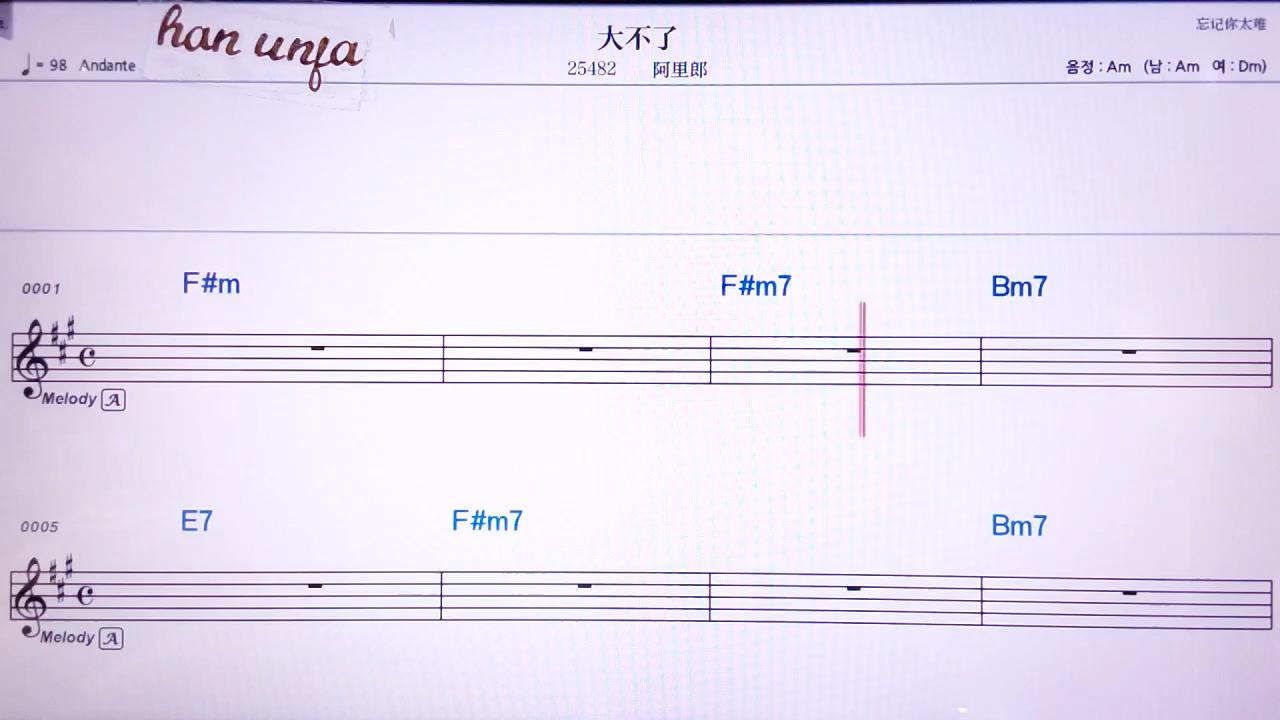 han unfa
大不了
忘记你太唯
♩= 98 Andante
25482 阿里郎
음정 : Am (남 : Am 여 : Dm)
0001
F#m F#m7 Bm7
Melody A
0005
E7 F#m7 Bm7
Melody A